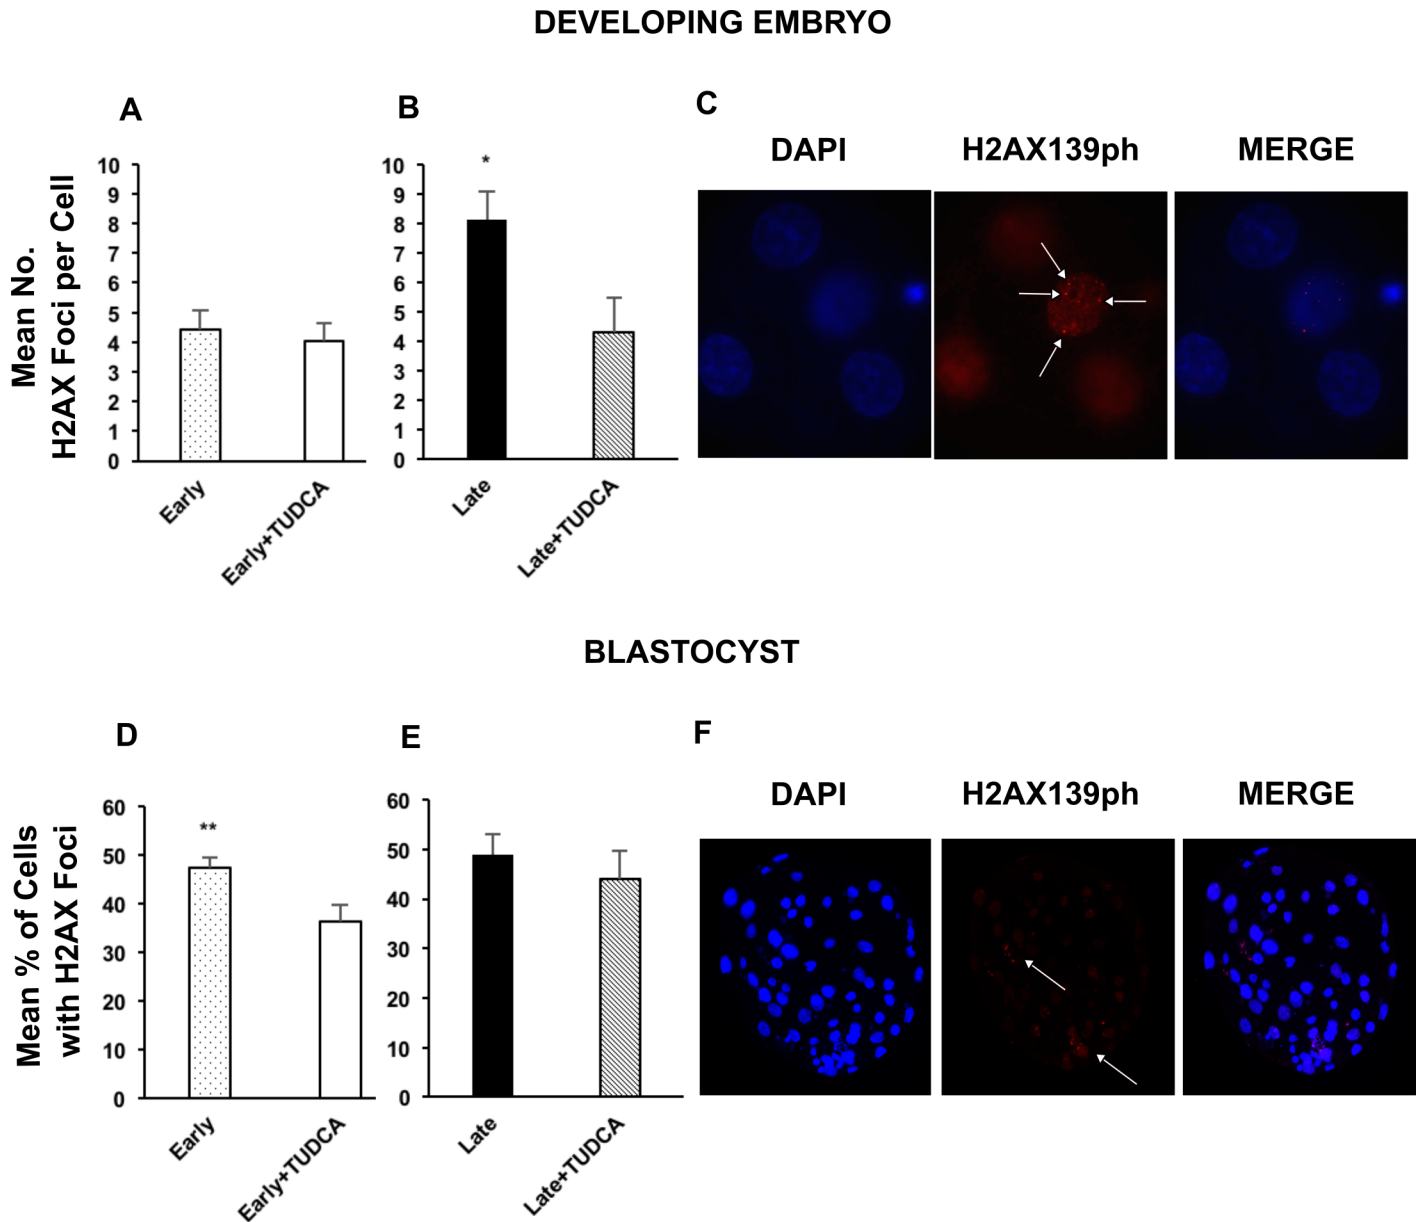 DEVELOPING EMBRYO
A
B
C
Mean No.
H2AX Foci per Cell
10
9
8
7
6
5
4
3
2
1
0
Early
Early+TUDCA
10
9
8
7
6
5
4
3
2
1
0
*
Late
Late+TUDCA
DAPI
H2AX139ph
MERGE
BLASTOCYST
D
E
F
Mean % of Cells
with H2AX Foci
60
50
40
30
20
10
0
**
Early
Early+TUDCA
60
50
40
30
20
10
0
Late
Late+TUDCA
DAPI
H2AX139ph
MERGE